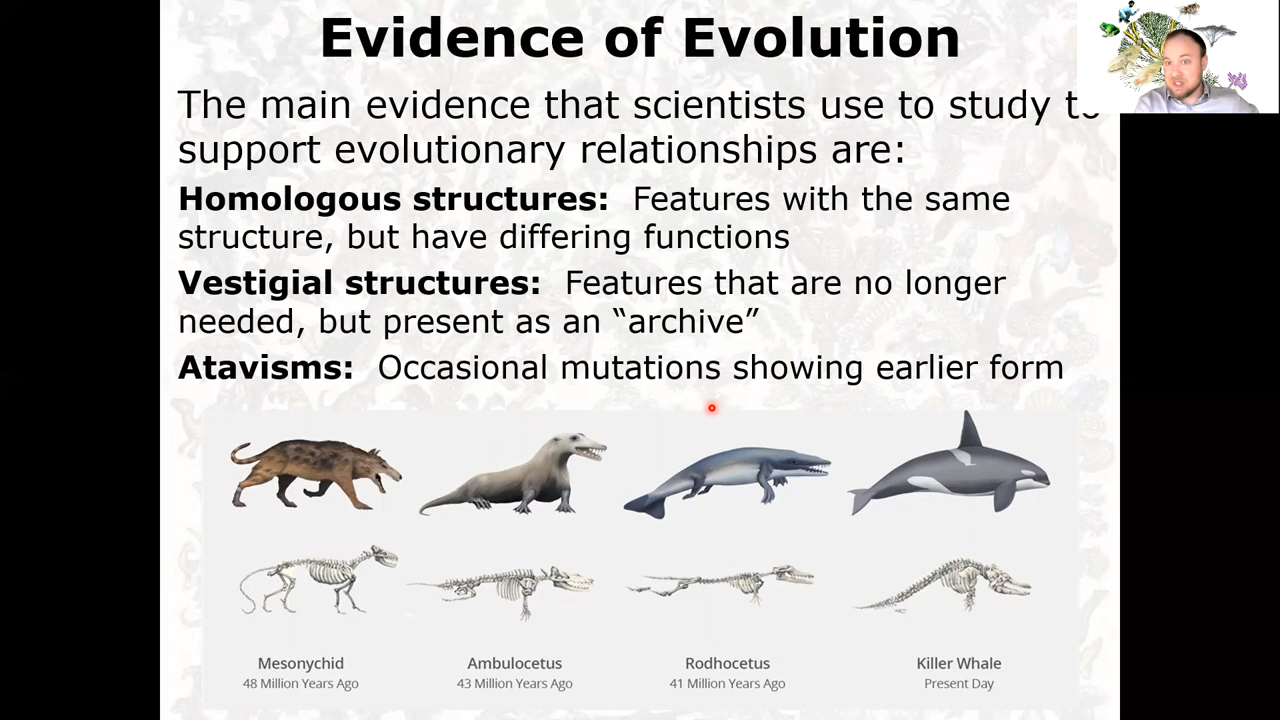 Evidence of Evolution
The main evidence that scientists use to study to
support evolutionary relationships are:
Homologous structures: Features with the same
structure, but have differing functions
Vestigial structures: Features that are no longer
needed, but present as an “archive”
Atavisms: Occasional mutations showing earlier form
Mesonychid
48 Million Years Ago
Ambulocetus
43 Million Years Ago
Rodhocetus
41 Million Years Ago
Killer Whale
Present Day